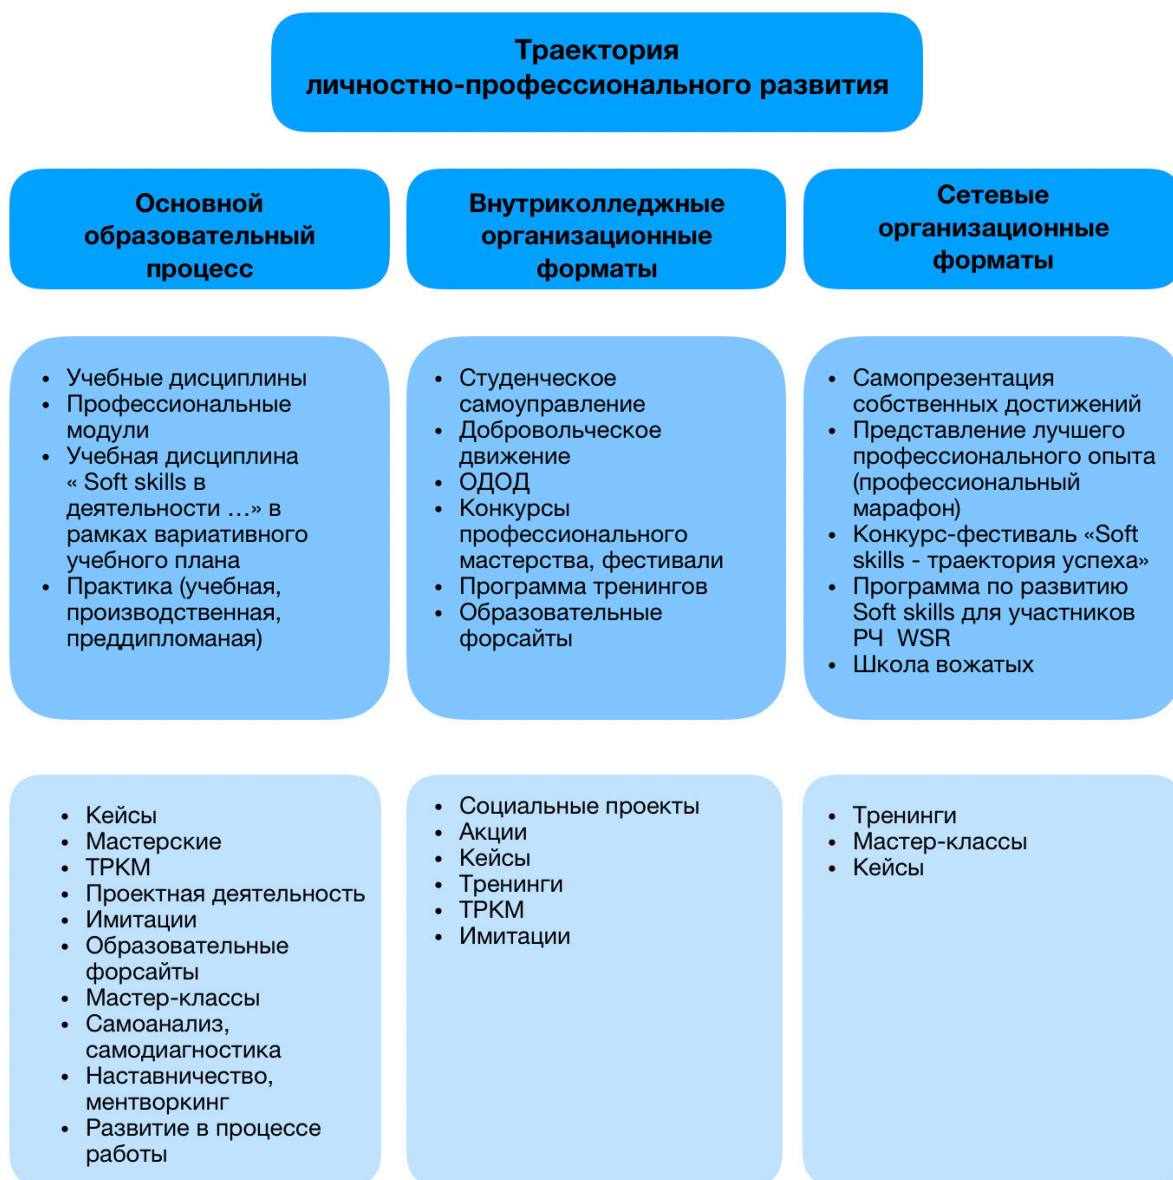 Траектория
личностно-профессионального развития
Основной
образовательный
процесс
Внутриколледжные
организационные
форматы
Сетевые
организационные
форматы
• Учебные дисциплины
• Профессиональные
модули
• Учебная дисциплина
« Soft skills в
деятельности ...» в
рамках вариативного
учебного плана
• Практика (учебная,
производственная,
преддипломаная)
• Студенческое
самоуправление
• Добровольческое
движение
• ОДОД
• Конкурсы
профессионального
мастерства, фестивали
• Программа тренингов
• Образовательные
форсайты
• Самопрезентация
собственных достижений
• Представление лучшего
профессионального опыта
(профессиональный
марафон)
• Конкурс-фестиваль «Soft
skills - траектория успеха»
• Программа по развитию
Soft skills для участников
РЧ WSR
• Школа вожатых
• Кейсы
• Мастерские
• ТРКМ
• Проектная деятельность
• Имитации
• Образовательные
форсайты
• Мастер-классы
• Самоанализ,
самодиагностика
• Наставничество,
ментворкинг
• Развитие в процессе
работы
• Социальные проекты
• Акции
• Кейсы
• Тренинги
• ТРКМ
• Имитации
• Тренинги
• Мастер-классы
• Кейсы